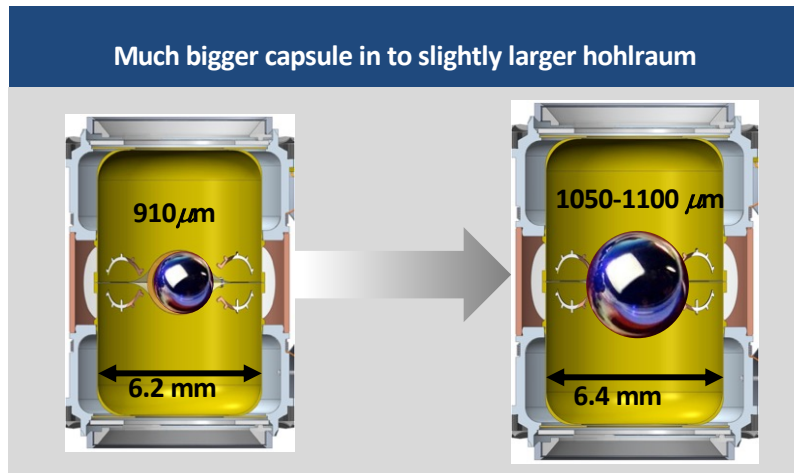 Much bigger capsule in to slightly larger hohlraum
910μm
1050-1100 μm
6.2 mm
6.4 mm